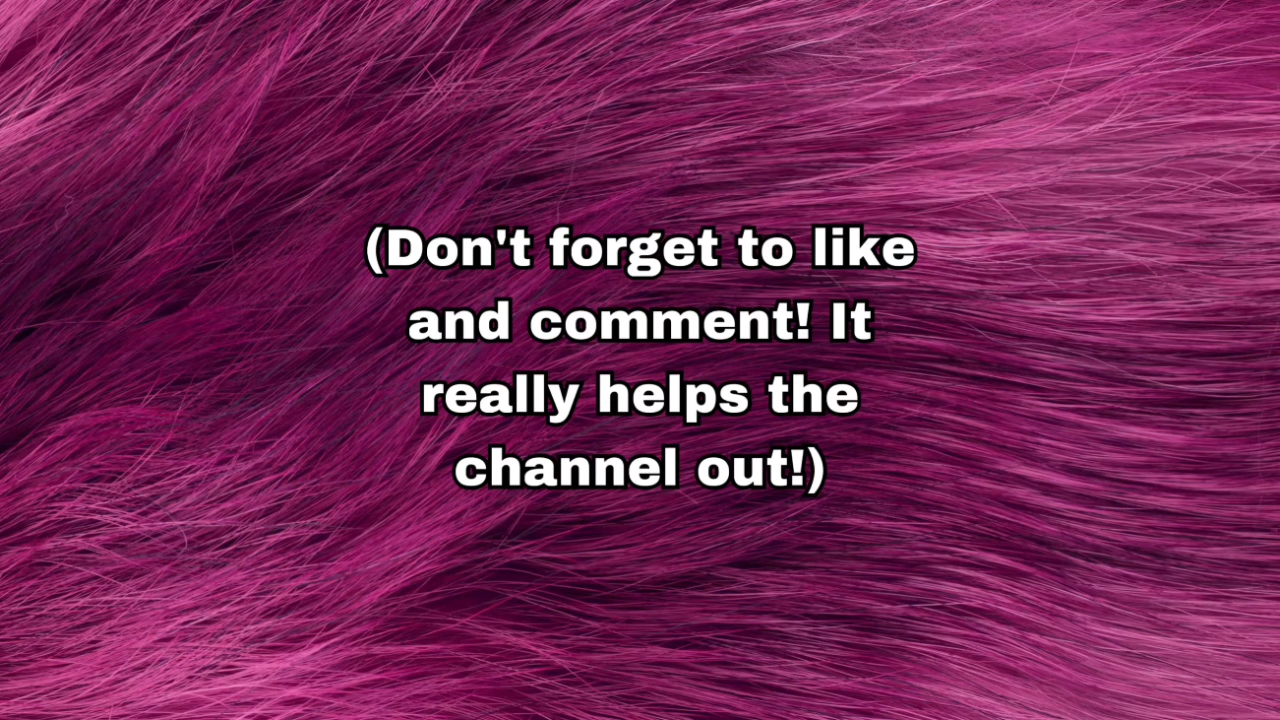 (Don't forget to like
and comment! It
really helps the
channel out!)